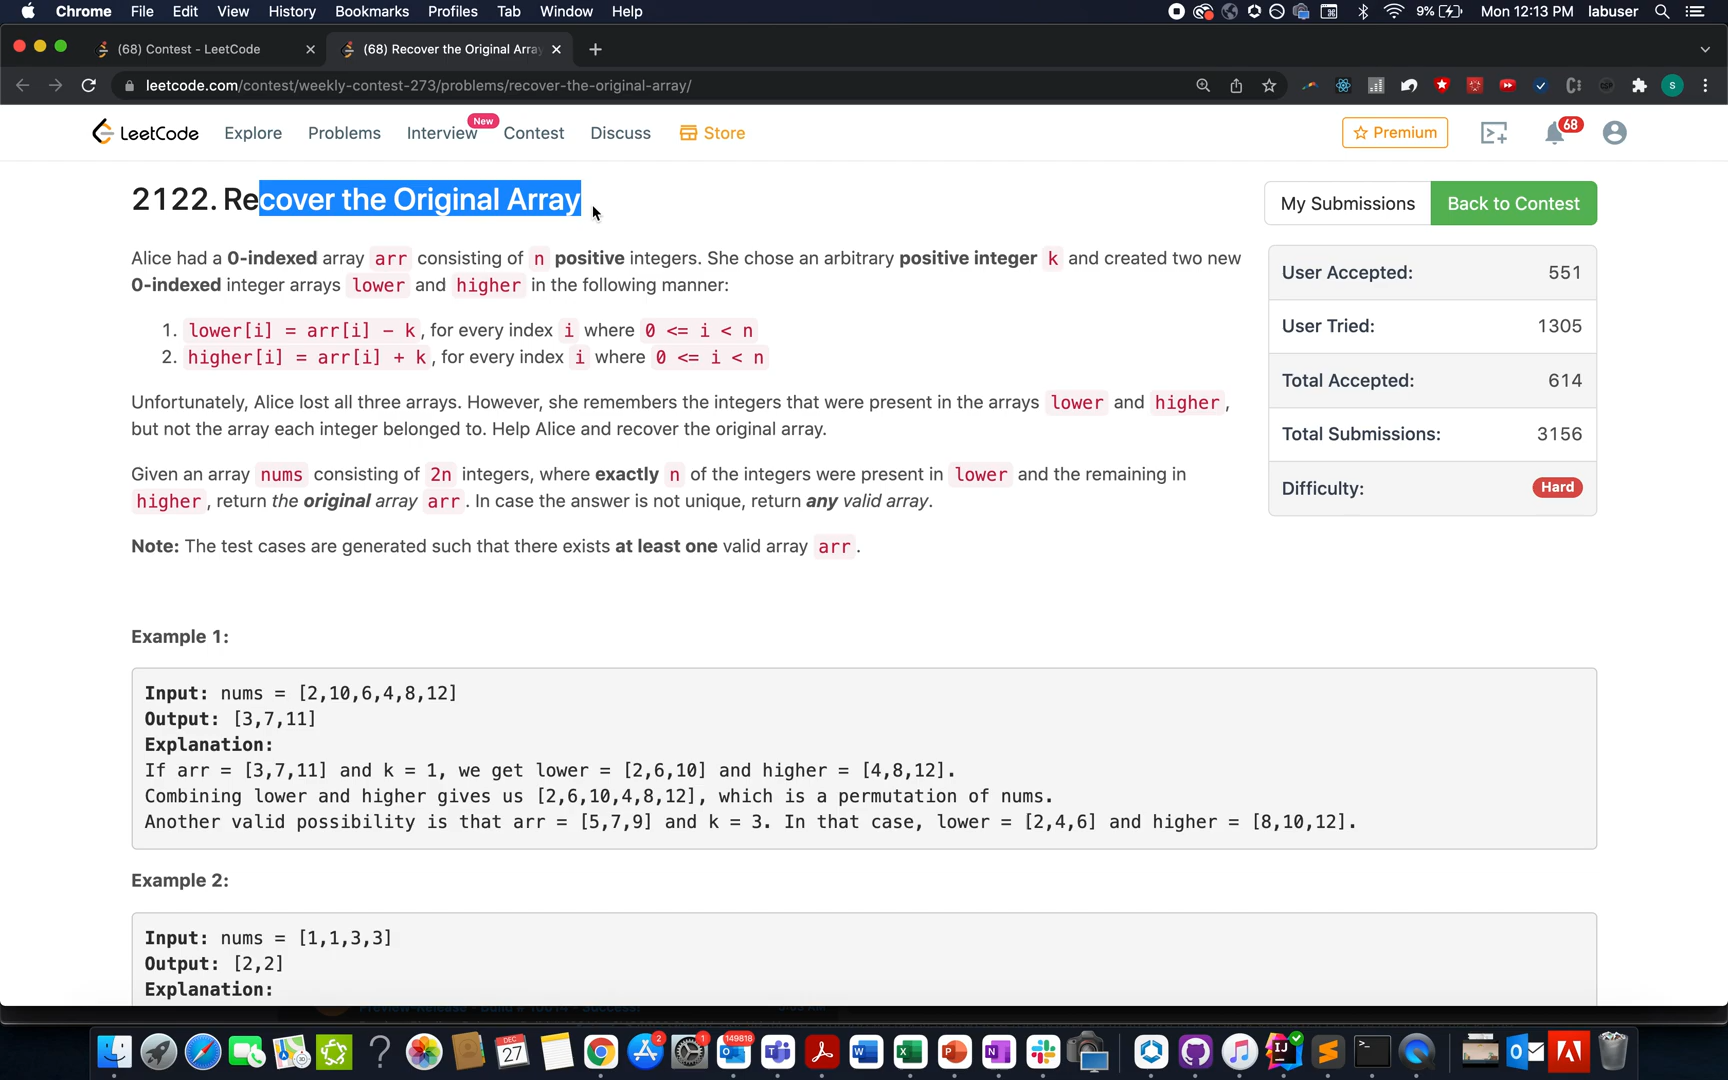 Chrome File Edit View History Bookmarks Profiles Tab Window Help 9% Mon 12:13 PM labuser
(68) Contest - LeetCode
(68) Recover the Original Arra
leetcode.com/contest/weekly-contest-273/problems/recover-the-original-array/
LeetCode Explore Problems Interview New Contest Discuss Store Premium 68
2122. Recover the Original Array
My Submissions Back to Contest
Alice had a 0-indexed array arr consisting of n positive integers. She chose an arbitrary positive integer k and created two new
0-indexed integer arrays lower and higher in the following manner:
1. lower[i] = arr[i] - k, for every index i where 0 <= i < n
2. higher[i] = arr[i] + k, for every index i where 0 <= i < n
Unfortunately, Alice lost all three arrays. However, she remembers the integers that were present in the arrays lower and higher,
but not the array each integer belonged to. Help Alice and recover the original array.
Given an array nums consisting of 2n integers, where exactly n of the integers were present in lower and the remaining in
higher, return the original array arr. In case the answer is not unique, return any valid array.
Note: The test cases are generated such that there exists at least one valid array arr.
User Accepted: 551
User Tried: 1305
Total Accepted: 614
Total Submissions: 3156
Difficulty: Hard
Example 1:
Input: nums = [2,10,6,4,8,12]
Output: [3,7,11]
Explanation:
If arr = [3,7,11] and k = 1, we get lower = [2,6,10] and higher = [4,8,12].
Combining lower and higher gives us [2,6,10,4,8,12], which is a permutation of nums.
Another valid possibility is that arr = [5,7,9] and k = 3. In that case, lower = [2,4,6] and higher = [8,10,12].
Example 2:
Input: nums = [1,1,3,3]
Output: [2,2]
Explanation:
DEC
27
2
1
149818